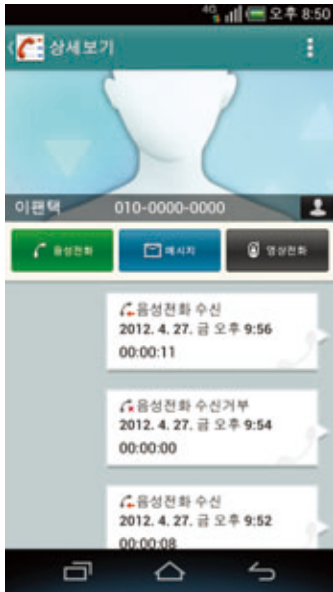 4G 오후 8:50
상세보기
이팬택 010-0000-0000
음성전화 메시지 영상전화
음성전화 수신
2012. 4. 27. 금 오후 9:56
00:00:11
음성전화 수신거부
2012. 4. 27. 금 오후 9:54
00:00:00
음성전화 수신
2012. 4. 27. 금 오후 9:52
00:00:08